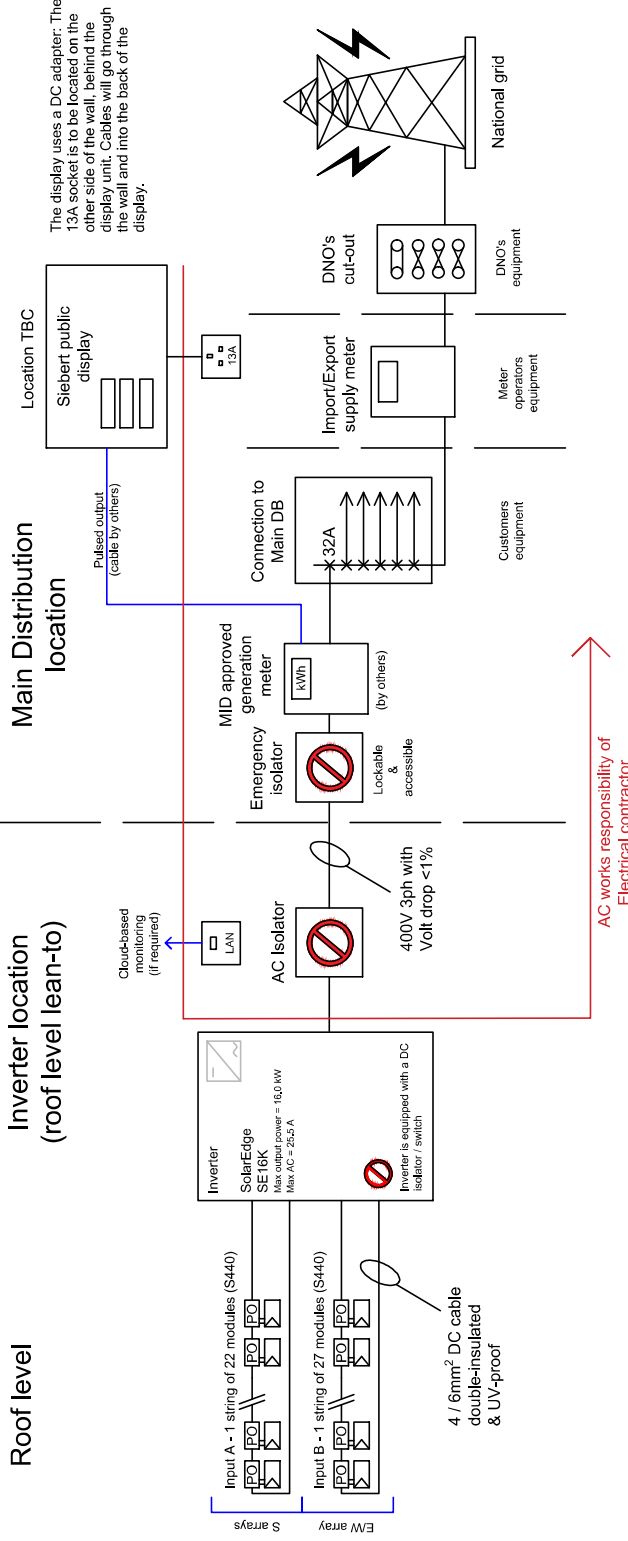 Roof level
Inverter location
(roof level lean-to)
Main Distribution
location
Location TBC
The display uses a DC adapter: The
13A socket is to be located on the
other side of the wall, behind the
display unit. Cables will go through
the wall and into the back of the
display.
Siebert public
display
13A
Pulsed output
(cable by others)
Cloud-based
monitoring
(if required)
LAN
S arrays
E/W array
Input A - 1 string of 22 modules (S440)
PO
PO
PO
PO
Input B - 1 string of 27 modules (S440)
PO
PO
PO
PO
4 / 6mm² DC cable
double-insulated
& UV-proof
Inverter
SolarEdge
SE16K
Max output power = 16.0 kW
Max AC = 25.5 A
Inverter is equipped with a DC
isolator / switch
AC Isolator
400V 3ph with
Volt drop <1%
Emergency
isolator
Lockable
&
accessible
MID approved
generation
meter
kWh
(by others)
Connection to
Main DB
32A
Customers
equipment
Import/Export
supply meter
Meter
operators
equipment
DNO's
cut-out
DNO's
equipment
National grid
AC works responsibility of
Electrical contractor